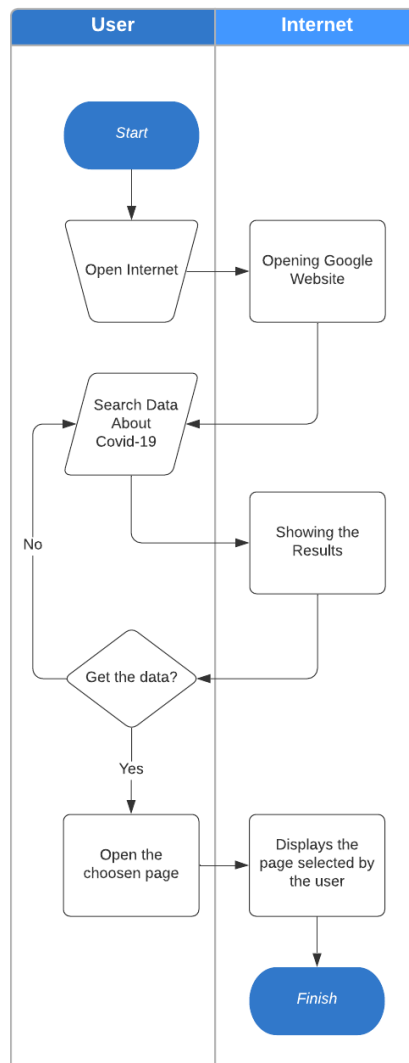 User
Internet
Start
Open Internet
Opening Google
Website
Search Data
About
Covid-19
Showing the
Results
No
Get the data?
Yes
Open the
choosen page
Displays the
page selected by
the user
Finish